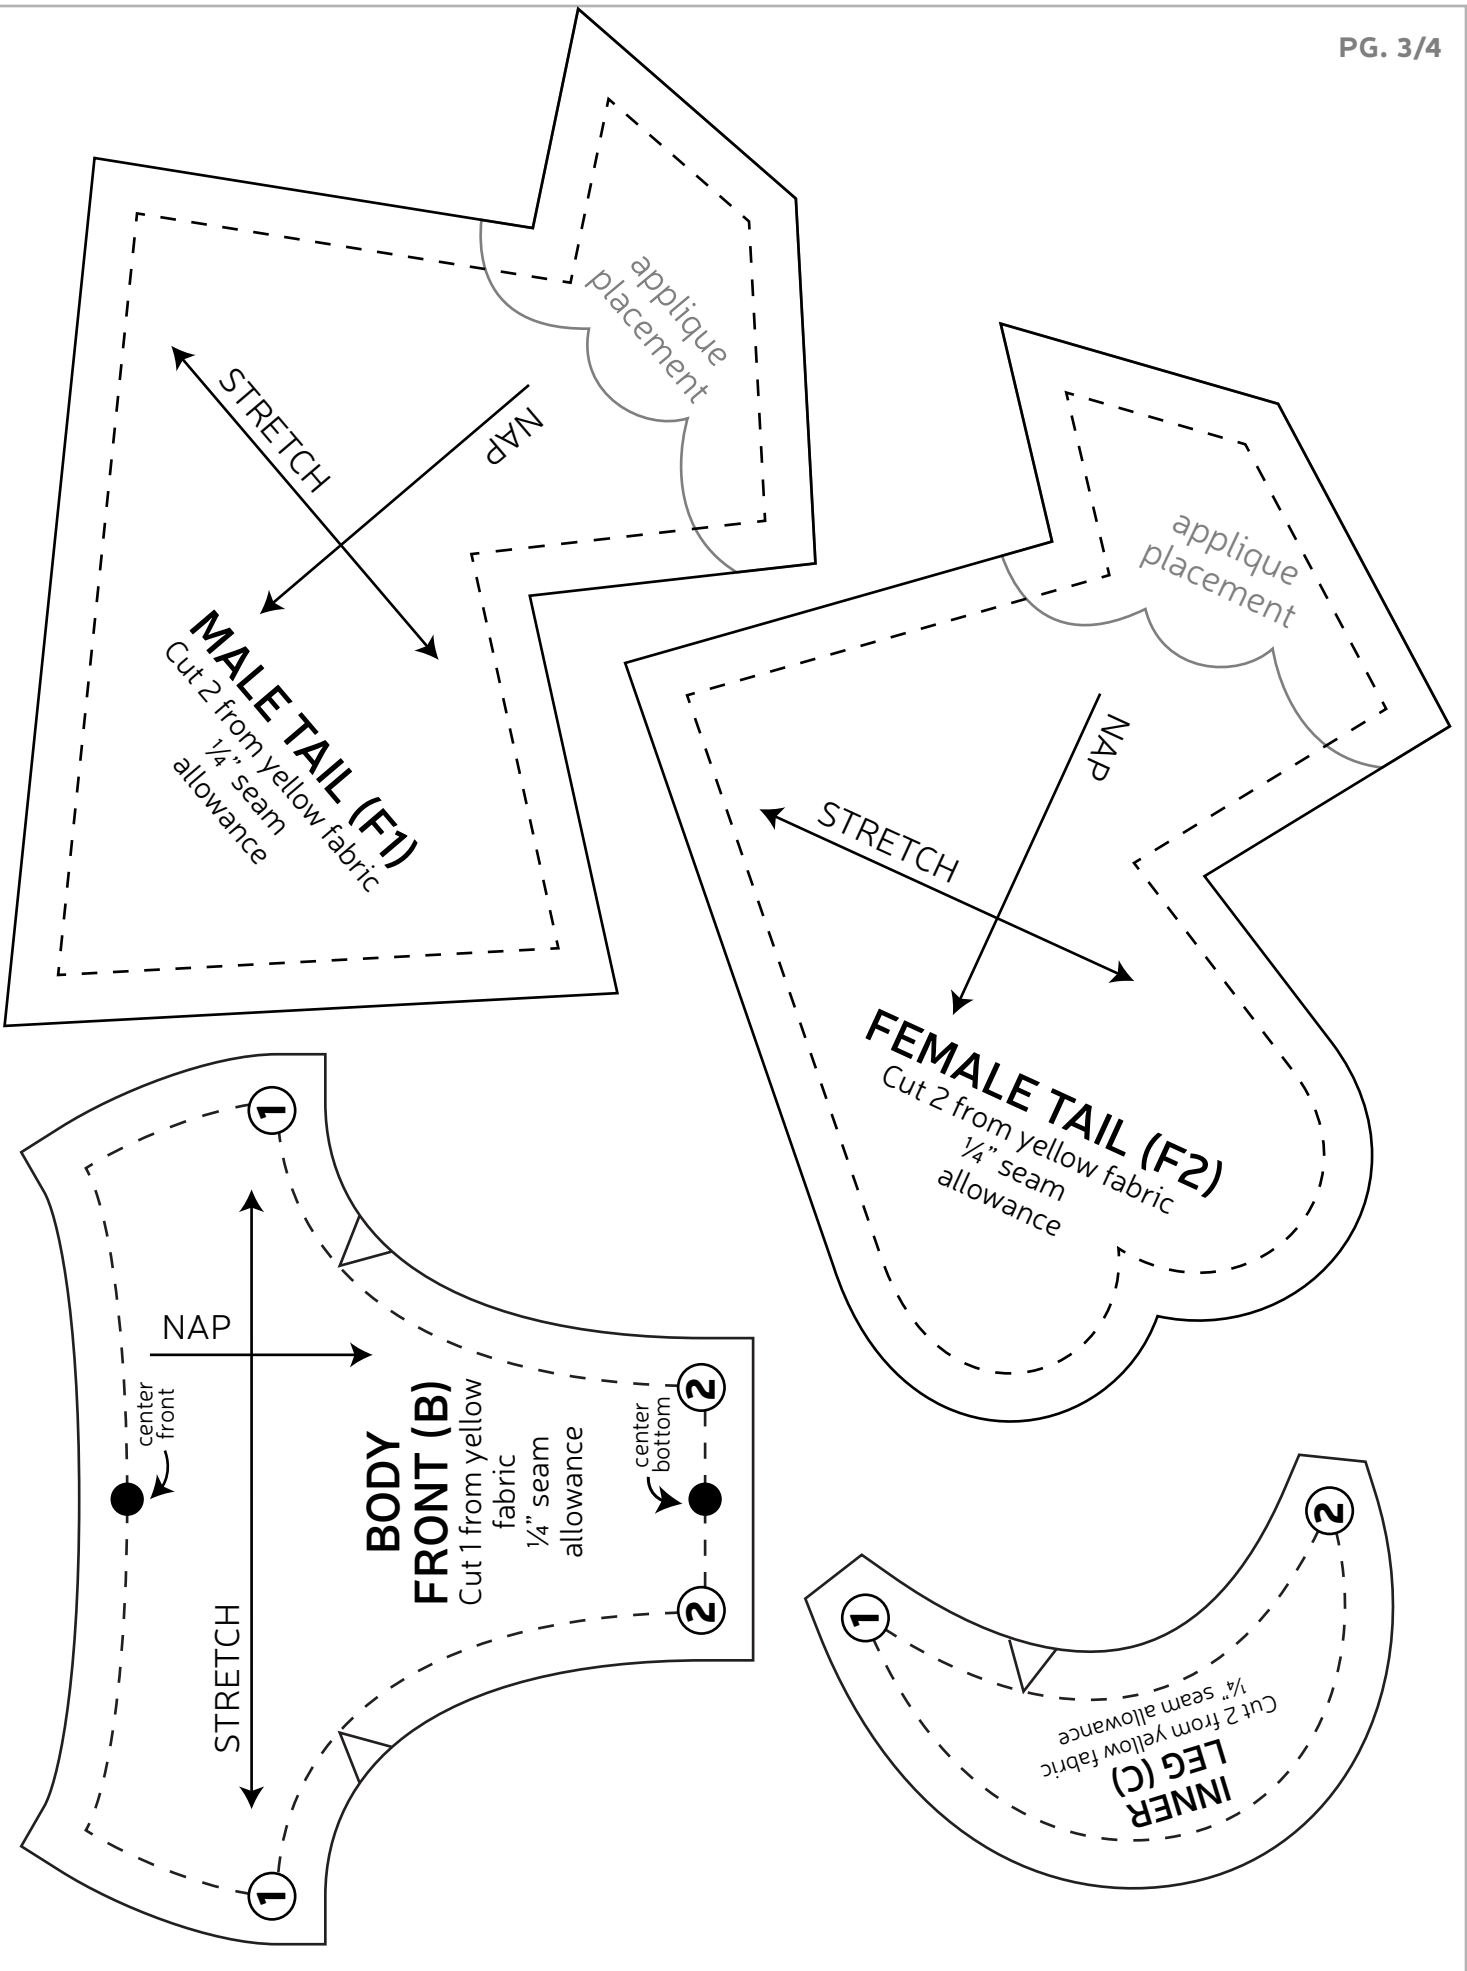 PG. 3/4
applique
placement
STRETCH
NAP
MALE TAIL (F1)
Cut 2 from yellow fabric
¼” seam
allowance
applique
placement
NAP
STRETCH
FEMALE TAIL (F2)
Cut 2 from yellow fabric
¼” seam
allowance
1
NAP
STRETCH
center
front
BODY
FRONT (B)
Cut 1 from yellow
fabric
¼” seam
allowance
center
bottom
2
2
1
1
2
INNER
LEG (C)
Cut 2 from yellow fabric
¼” seam allowance